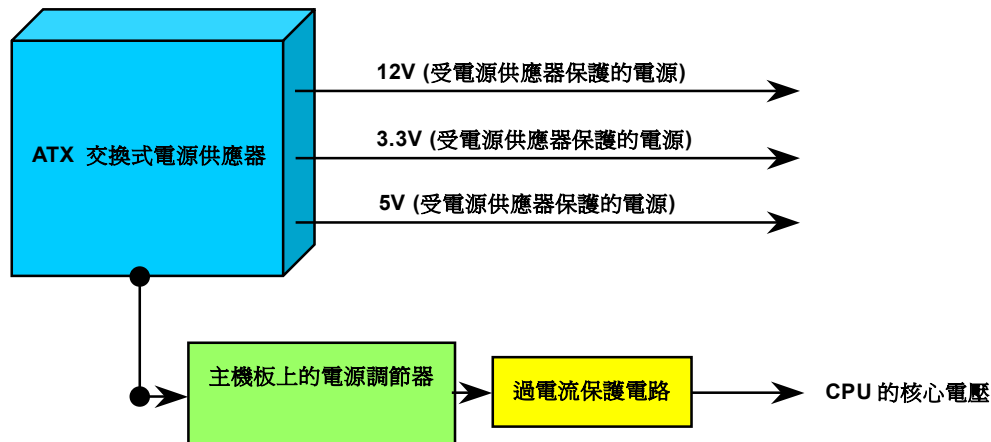 12V (受電源供應器保護的電源)
3.3V (受電源供應器保護的電源)
ATX 交換式電源供應器
5V (受電源供應器保護的電源)
主機板上的電源調節器
過電流保護電路
CPU 的核心電壓